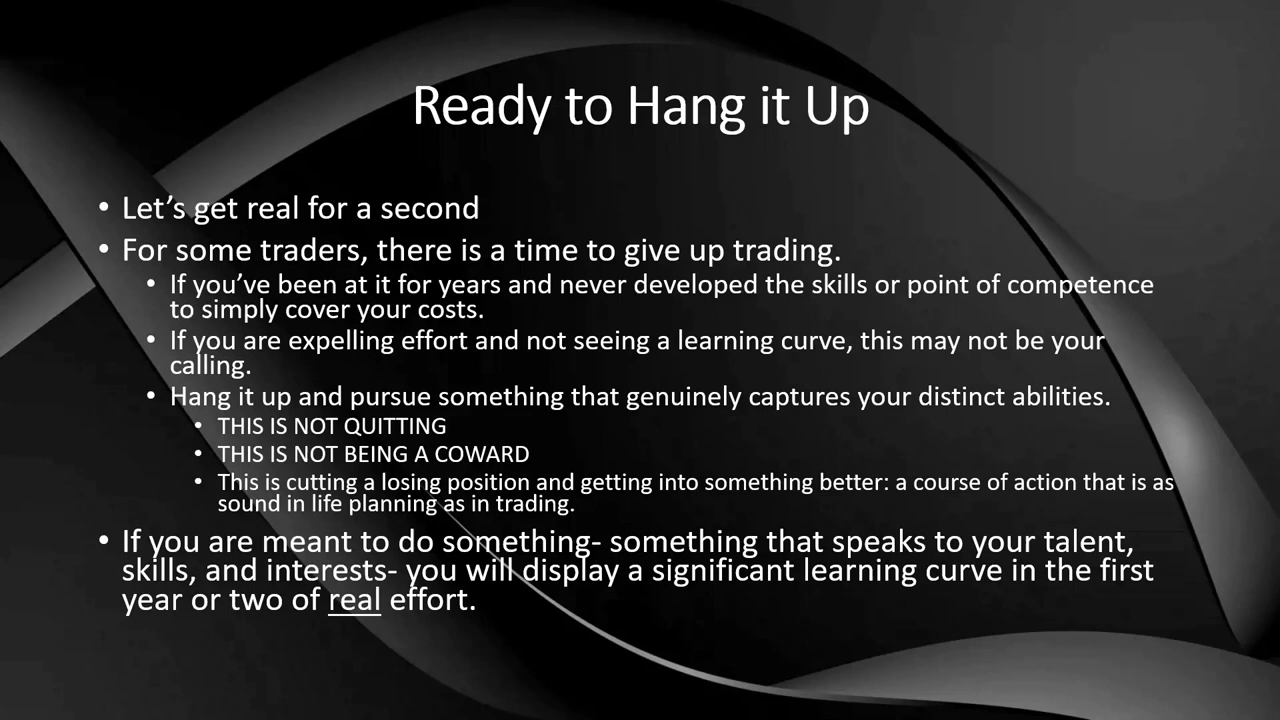 Ready to Hang it Up
• Let’s get real for a second
• For some traders, there is a time to give up trading.
• If you’ve been at it for years and never developed the skills or point of competence
to simply cover your costs.
• If you are expelling effort and not seeing a learning curve, this may not be your
calling.
• Hang it up and pursue something that genuinely captures your distinct abilities.
• THIS IS NOT QUITTING
• THIS IS NOT BEING A COWARD
• This is cutting a losing position and getting into something better: a course of action that is as
sound in life planning as in trading.
• If you are meant to do something- something that speaks to your talent,
skills, and interests- you will display a significant learning curve in the first
year or two of real effort.